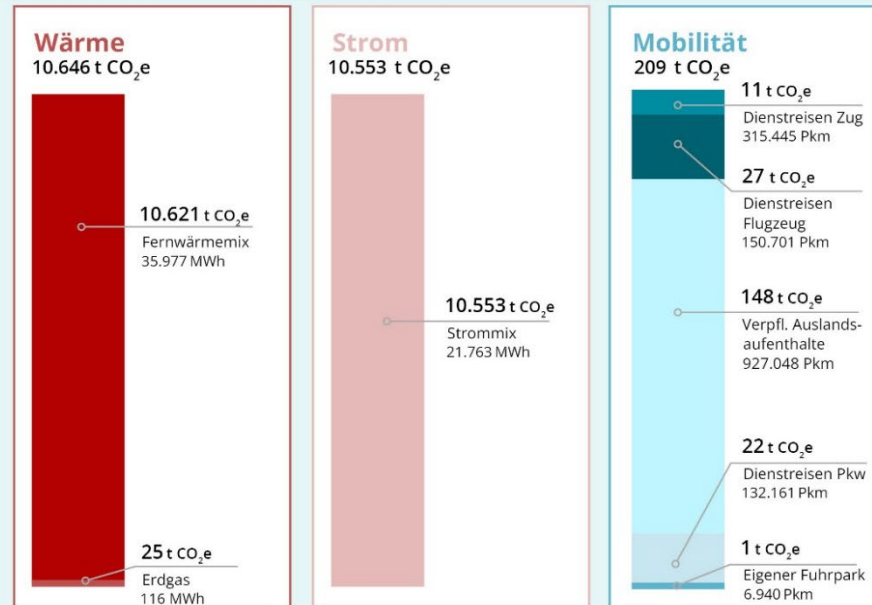 Wärme
10.646 t CO₂e
10.621 t CO₂e
Fernwärmemix
35.977 MWh
25 t CO₂e
Erdgas
116 MWh
Strom
10.553 t CO₂e
10.553 t CO₂e
Strommix
21.763 MWh
Mobilität
209 t CO₂e
11 t CO₂e
Dienstreisen Zug
315.445 Pkm
27 t CO₂e
Dienstreisen
Flugzeug
150.701 Pkm
148 t CO₂e
Verpfl. Auslands-
aufenthalte
927.048 Pkm
22 t CO₂e
Dienstreisen Pkw
132.161 Pkm
1 t CO₂e
Eigener Fuhrpark
6.940 Pkm